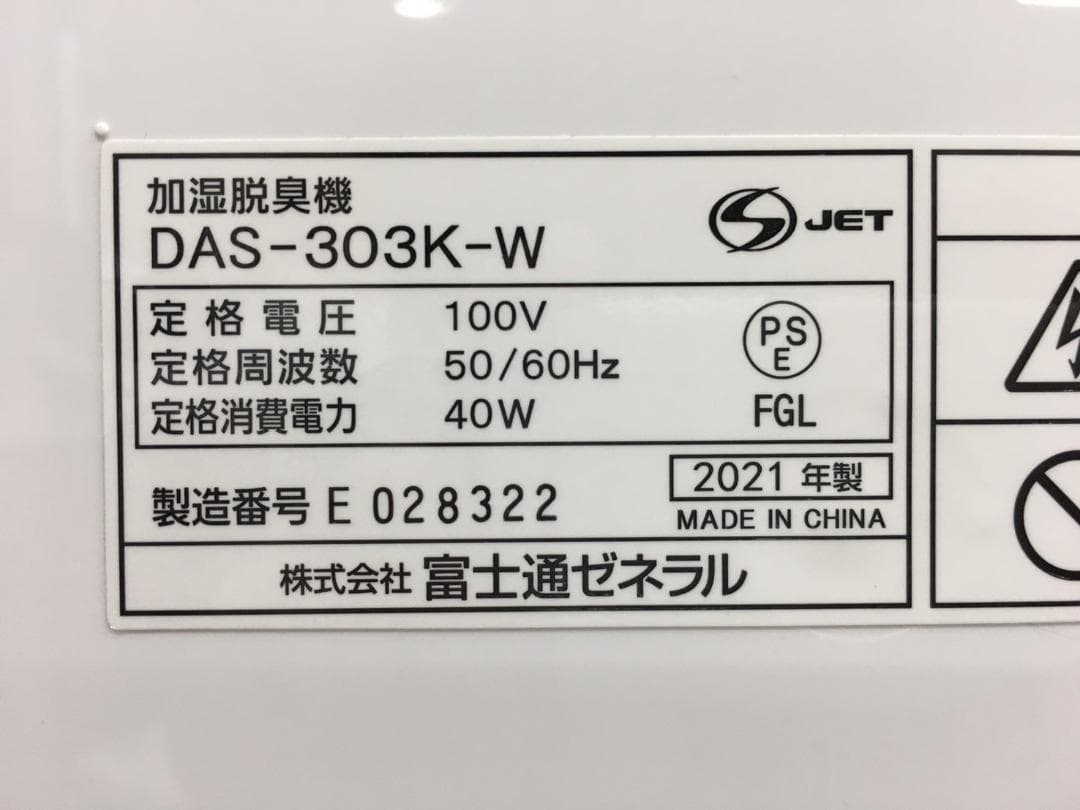 加湿脱臭機
DAS-303K-W
S JET
定格電圧 100V
定格周波数 50/60Hz
定格消費電力 40W
PS
E
FGL
製造番号 E 028322
2021 年製
MADE IN CHINA
株式会社 富士通ゼネラル